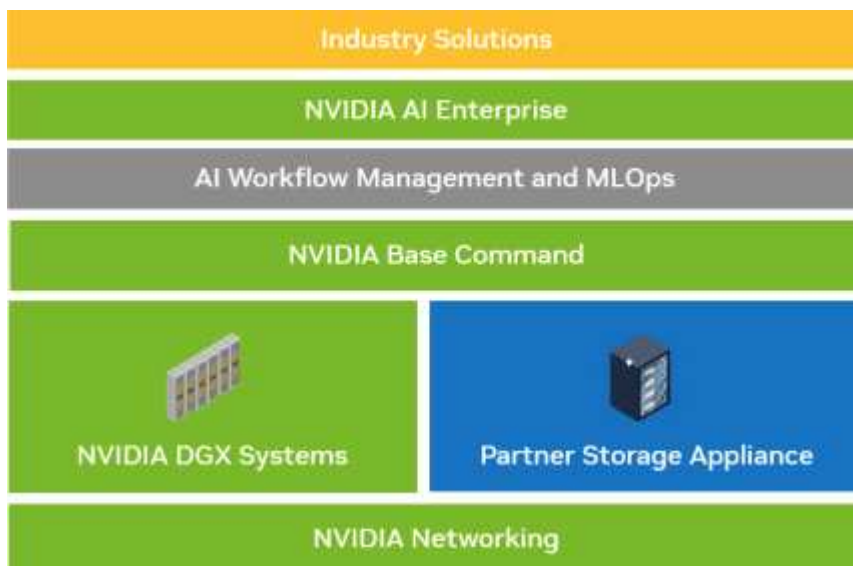 Industry Solutions
NVIDIA AI Enterprise
AI Workflow Management and MLOps
NVIDIA Base Command
NVIDIA DGX Systems
Partner Storage Appliance
NVIDIA Networking